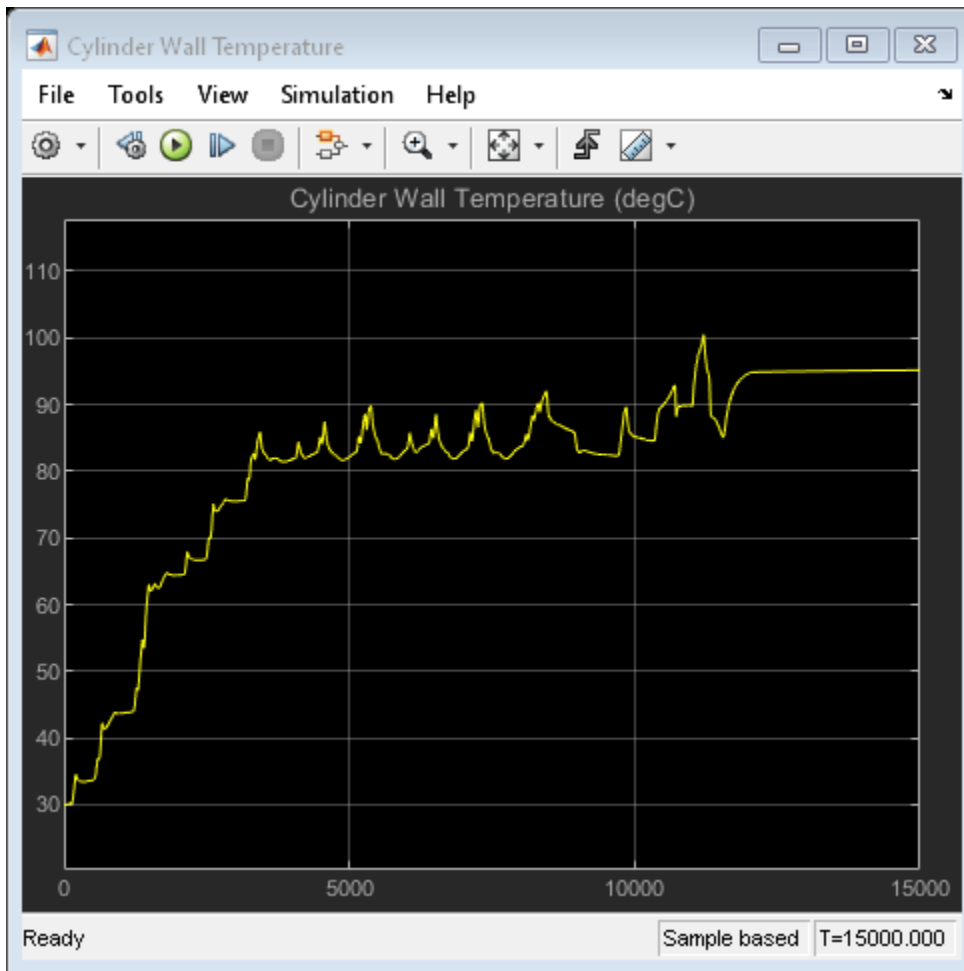 Cylinder Wall Temperature
File Tools View Simulation Help
Cylinder Wall Temperature (degC)
110
100
90
80
70
60
50
40
30
0 5000 10000 15000
Ready Sample based T=15000.000